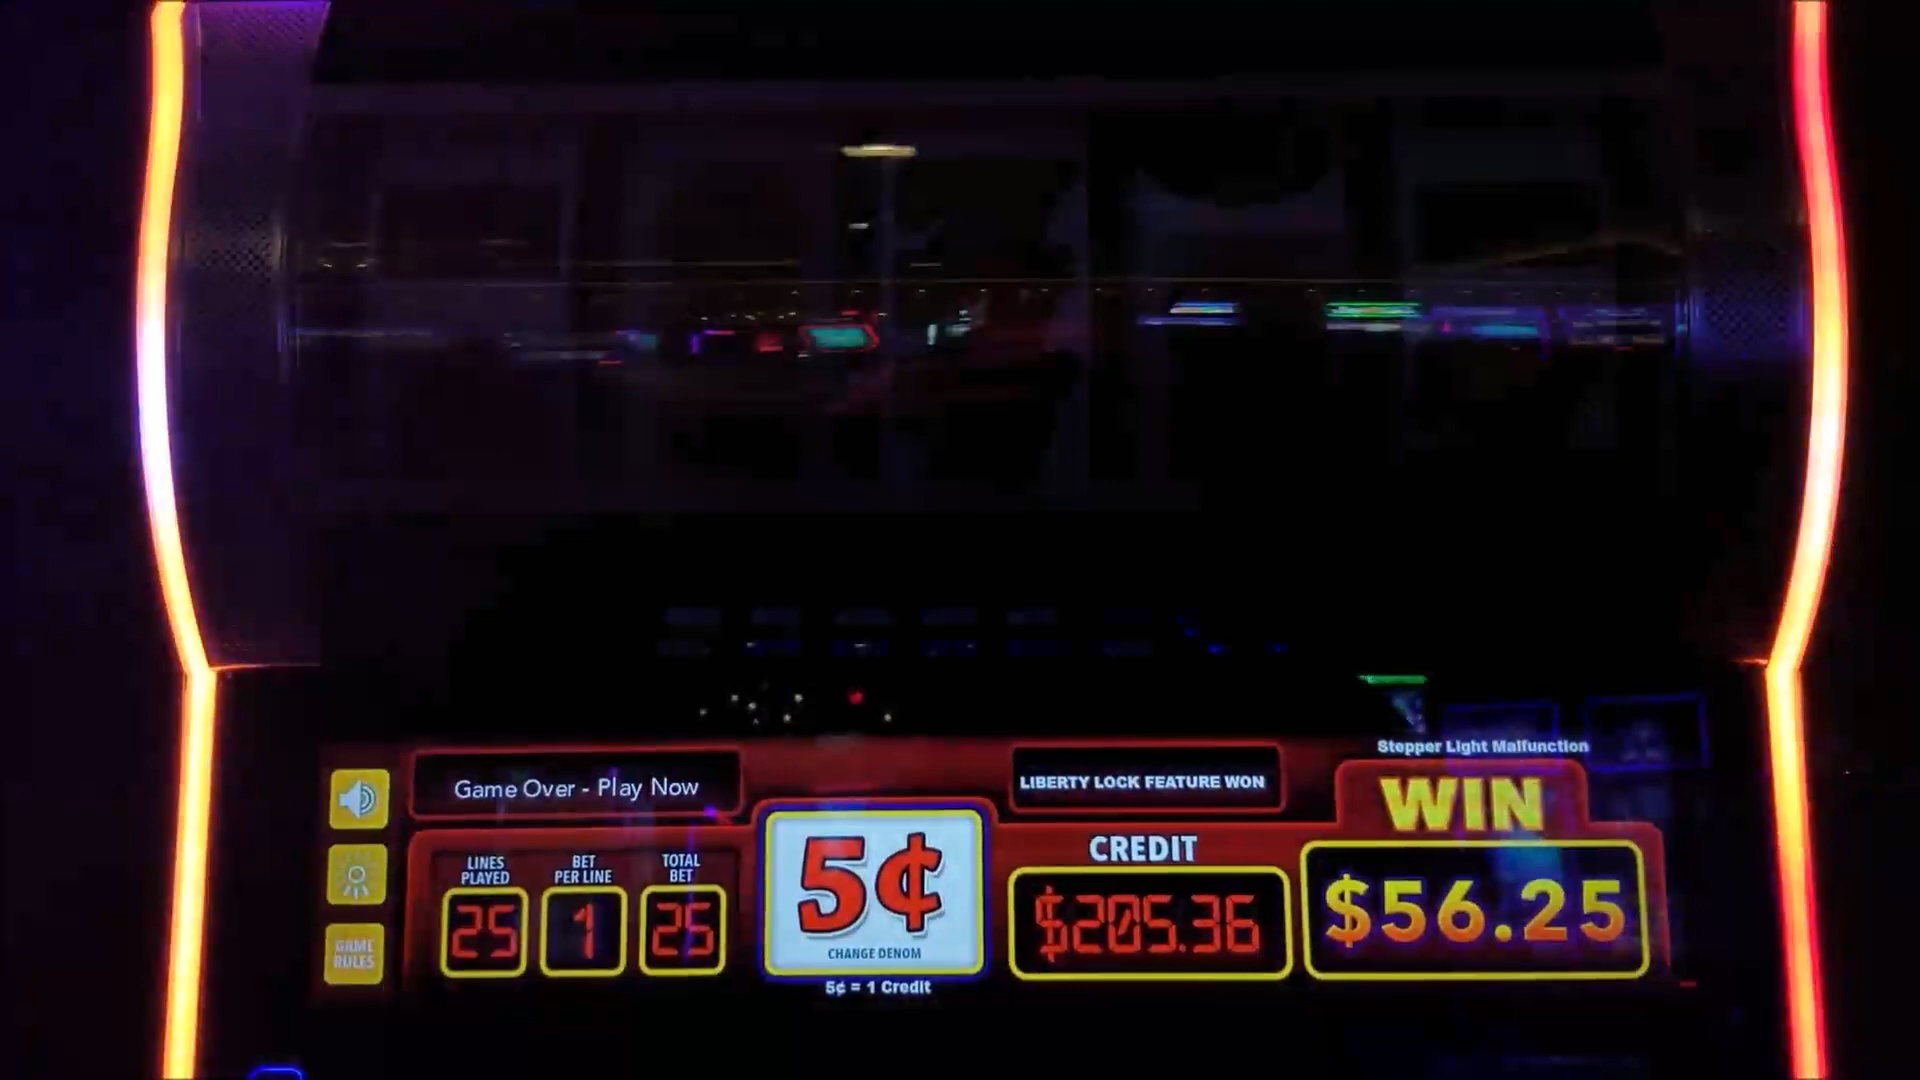 Stepper Light Malfunction
Game Over - Play Now
LIBERTY LOCK FEATURE WON
WIN
LINES PLAYED
BET PER LINE
TOTAL BET
25
1
25
5¢
CHANGE DENOM
5¢ = 1 Credit
CREDIT
$205.36
$56.25
GAME RULES